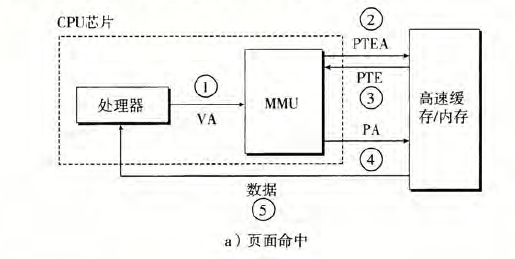 CPU芯片
②
PTEA
处理器
①
VA
MMU
PTE
③
高速缓
存/内存
PA
④
数据
⑤
a）页面命中